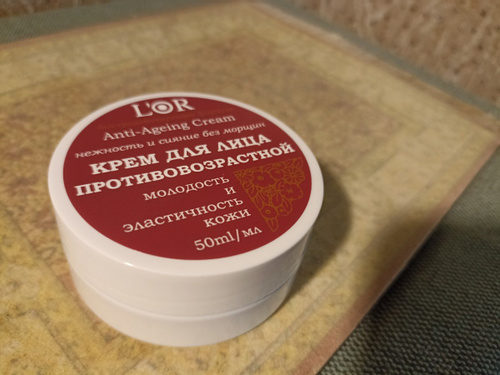 L'OR
Anti-Ageing Cream
нежность и сияние без морщин
КРЕМ ДЛЯ ЛИЦА
ПРОТИВОВОЗРАСТНОЙ
МОЛОДОСТЬ
И
ЭЛАСТИЧНОСТЬ
КОЖИ
50ml/мл